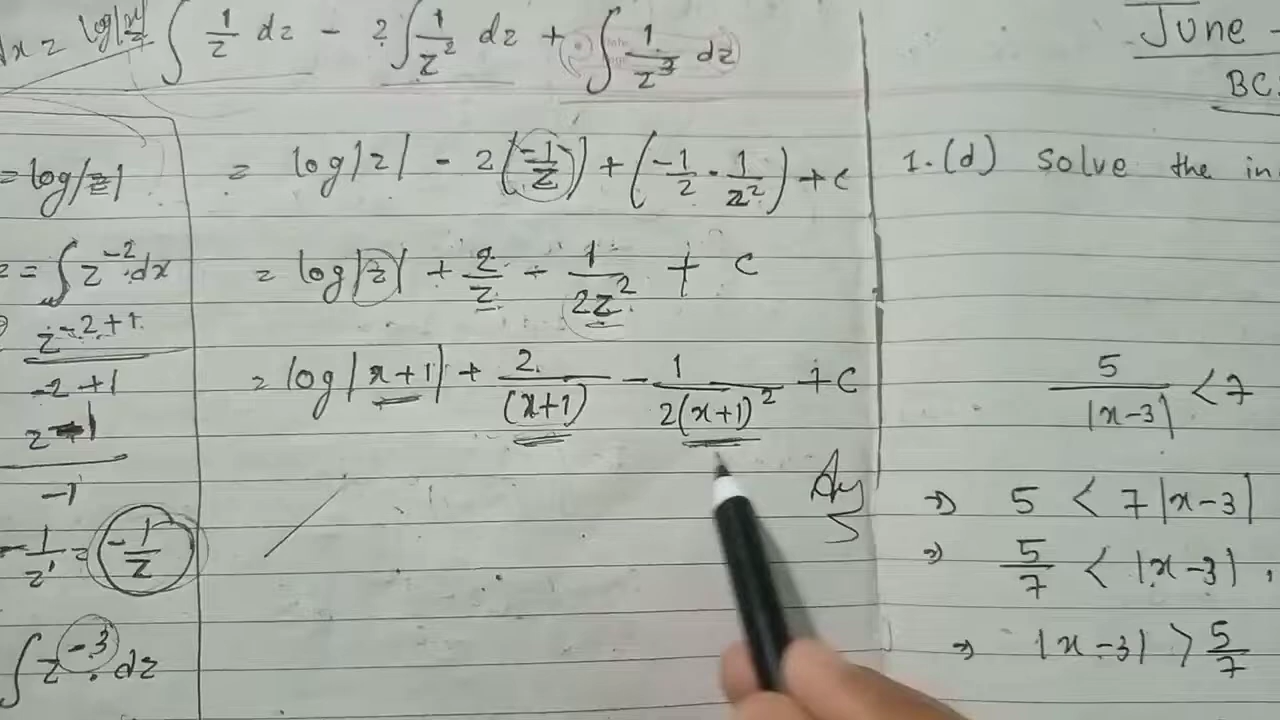 dx = log|z| ∫ 1/z dz - 2∫ 1/z² dz + ∫ 1/z³ dz
= log|z|
z = ∫ z⁻² dx
z⁻²⁺¹
-2+1
z⁻¹
-1
-1/z¹ = -1/z
∫ z⁻³ dz
= log|z| - 2(-1/z) + (-1/2 · 1/z²) + c
= log|z| + 2/z - 1/2z² + c
= log|x+1| + 2/(x+1) - 1/2(x+1)² + c
Ans
June -
BC
1.(d) solve the in
5/|x-3| < 7
⇒ 5 < 7|x-3|
⇒ 5/7 < |x-3|
⇒ |x-3| > 5/7